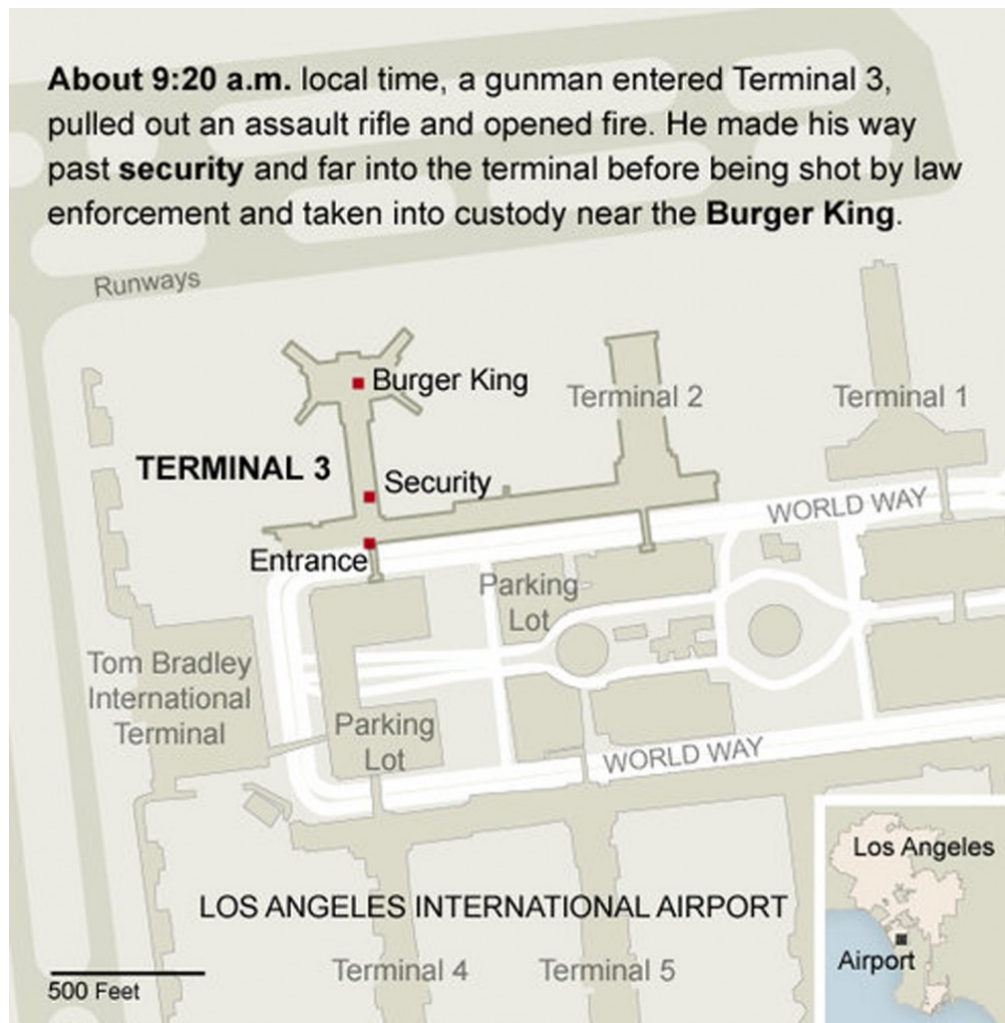 About 9:20 a.m. local time, a gunman entered Terminal 3,
pulled out an assault rifle and opened fire. He made his way
past security and far into the terminal before being shot by law
enforcement and taken into custody near the Burger King.
Runways
Burger King
Terminal 2
Terminal 1
TERMINAL 3
Security
WORLD WAY
Entrance
Parking
Lot
Tom Bradley
International
Terminal
Parking
Lot
WORLD WAY
Los Angeles
LOS ANGELES INTERNATIONAL AIRPORT
Airport
Terminal 4
Terminal 5
500 Feet